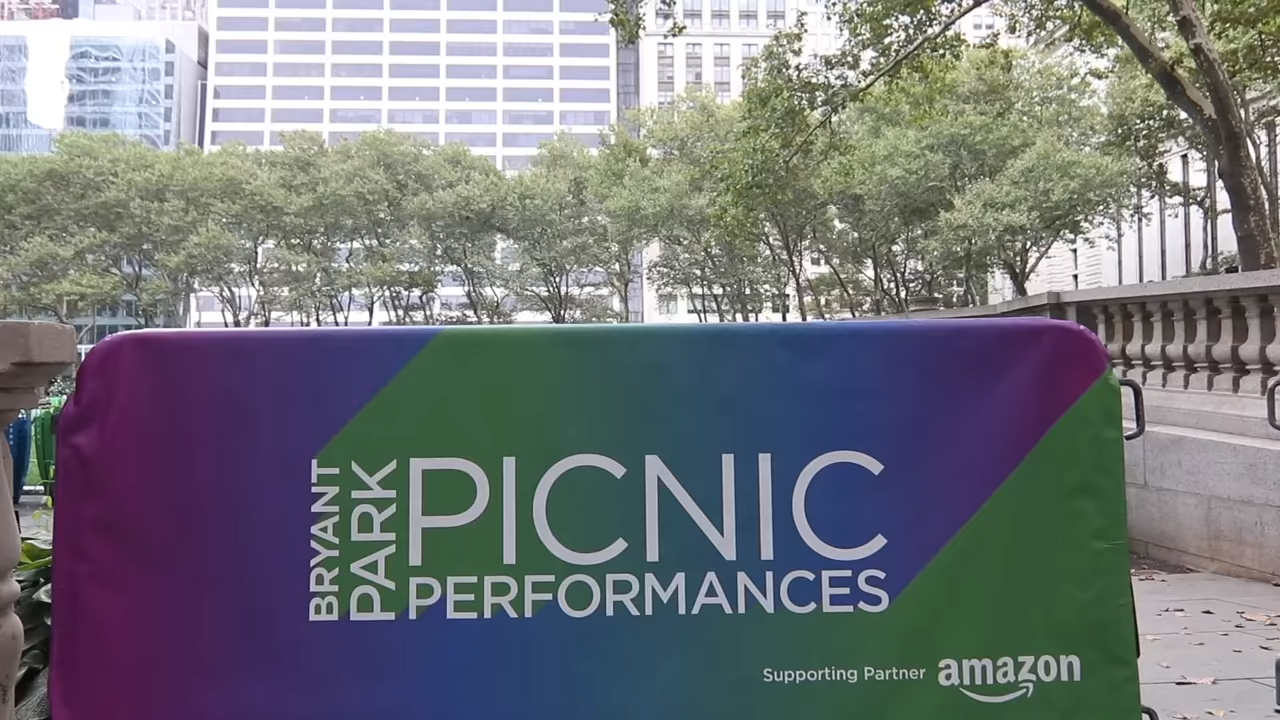 BRYANT
PARK
PICNIC
PERFORMANCES
Supporting Partner amazon